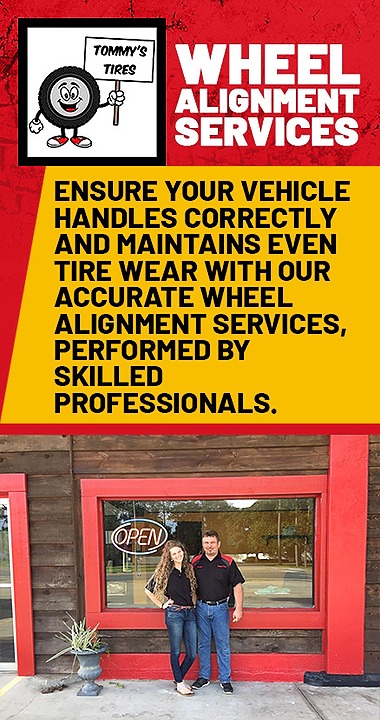 TOMMY'S
TIRES
WHEEL
ALIGNMENT
SERVICES
ENSURE YOUR VEHICLE
HANDLES CORRECTLY
AND MAINTAINS EVEN
TIRE WEAR WITH OUR
ACCURATE WHEEL
ALIGNMENT SERVICES,
PERFORMED BY
SKILLED
PROFESSIONALS.
OPEN